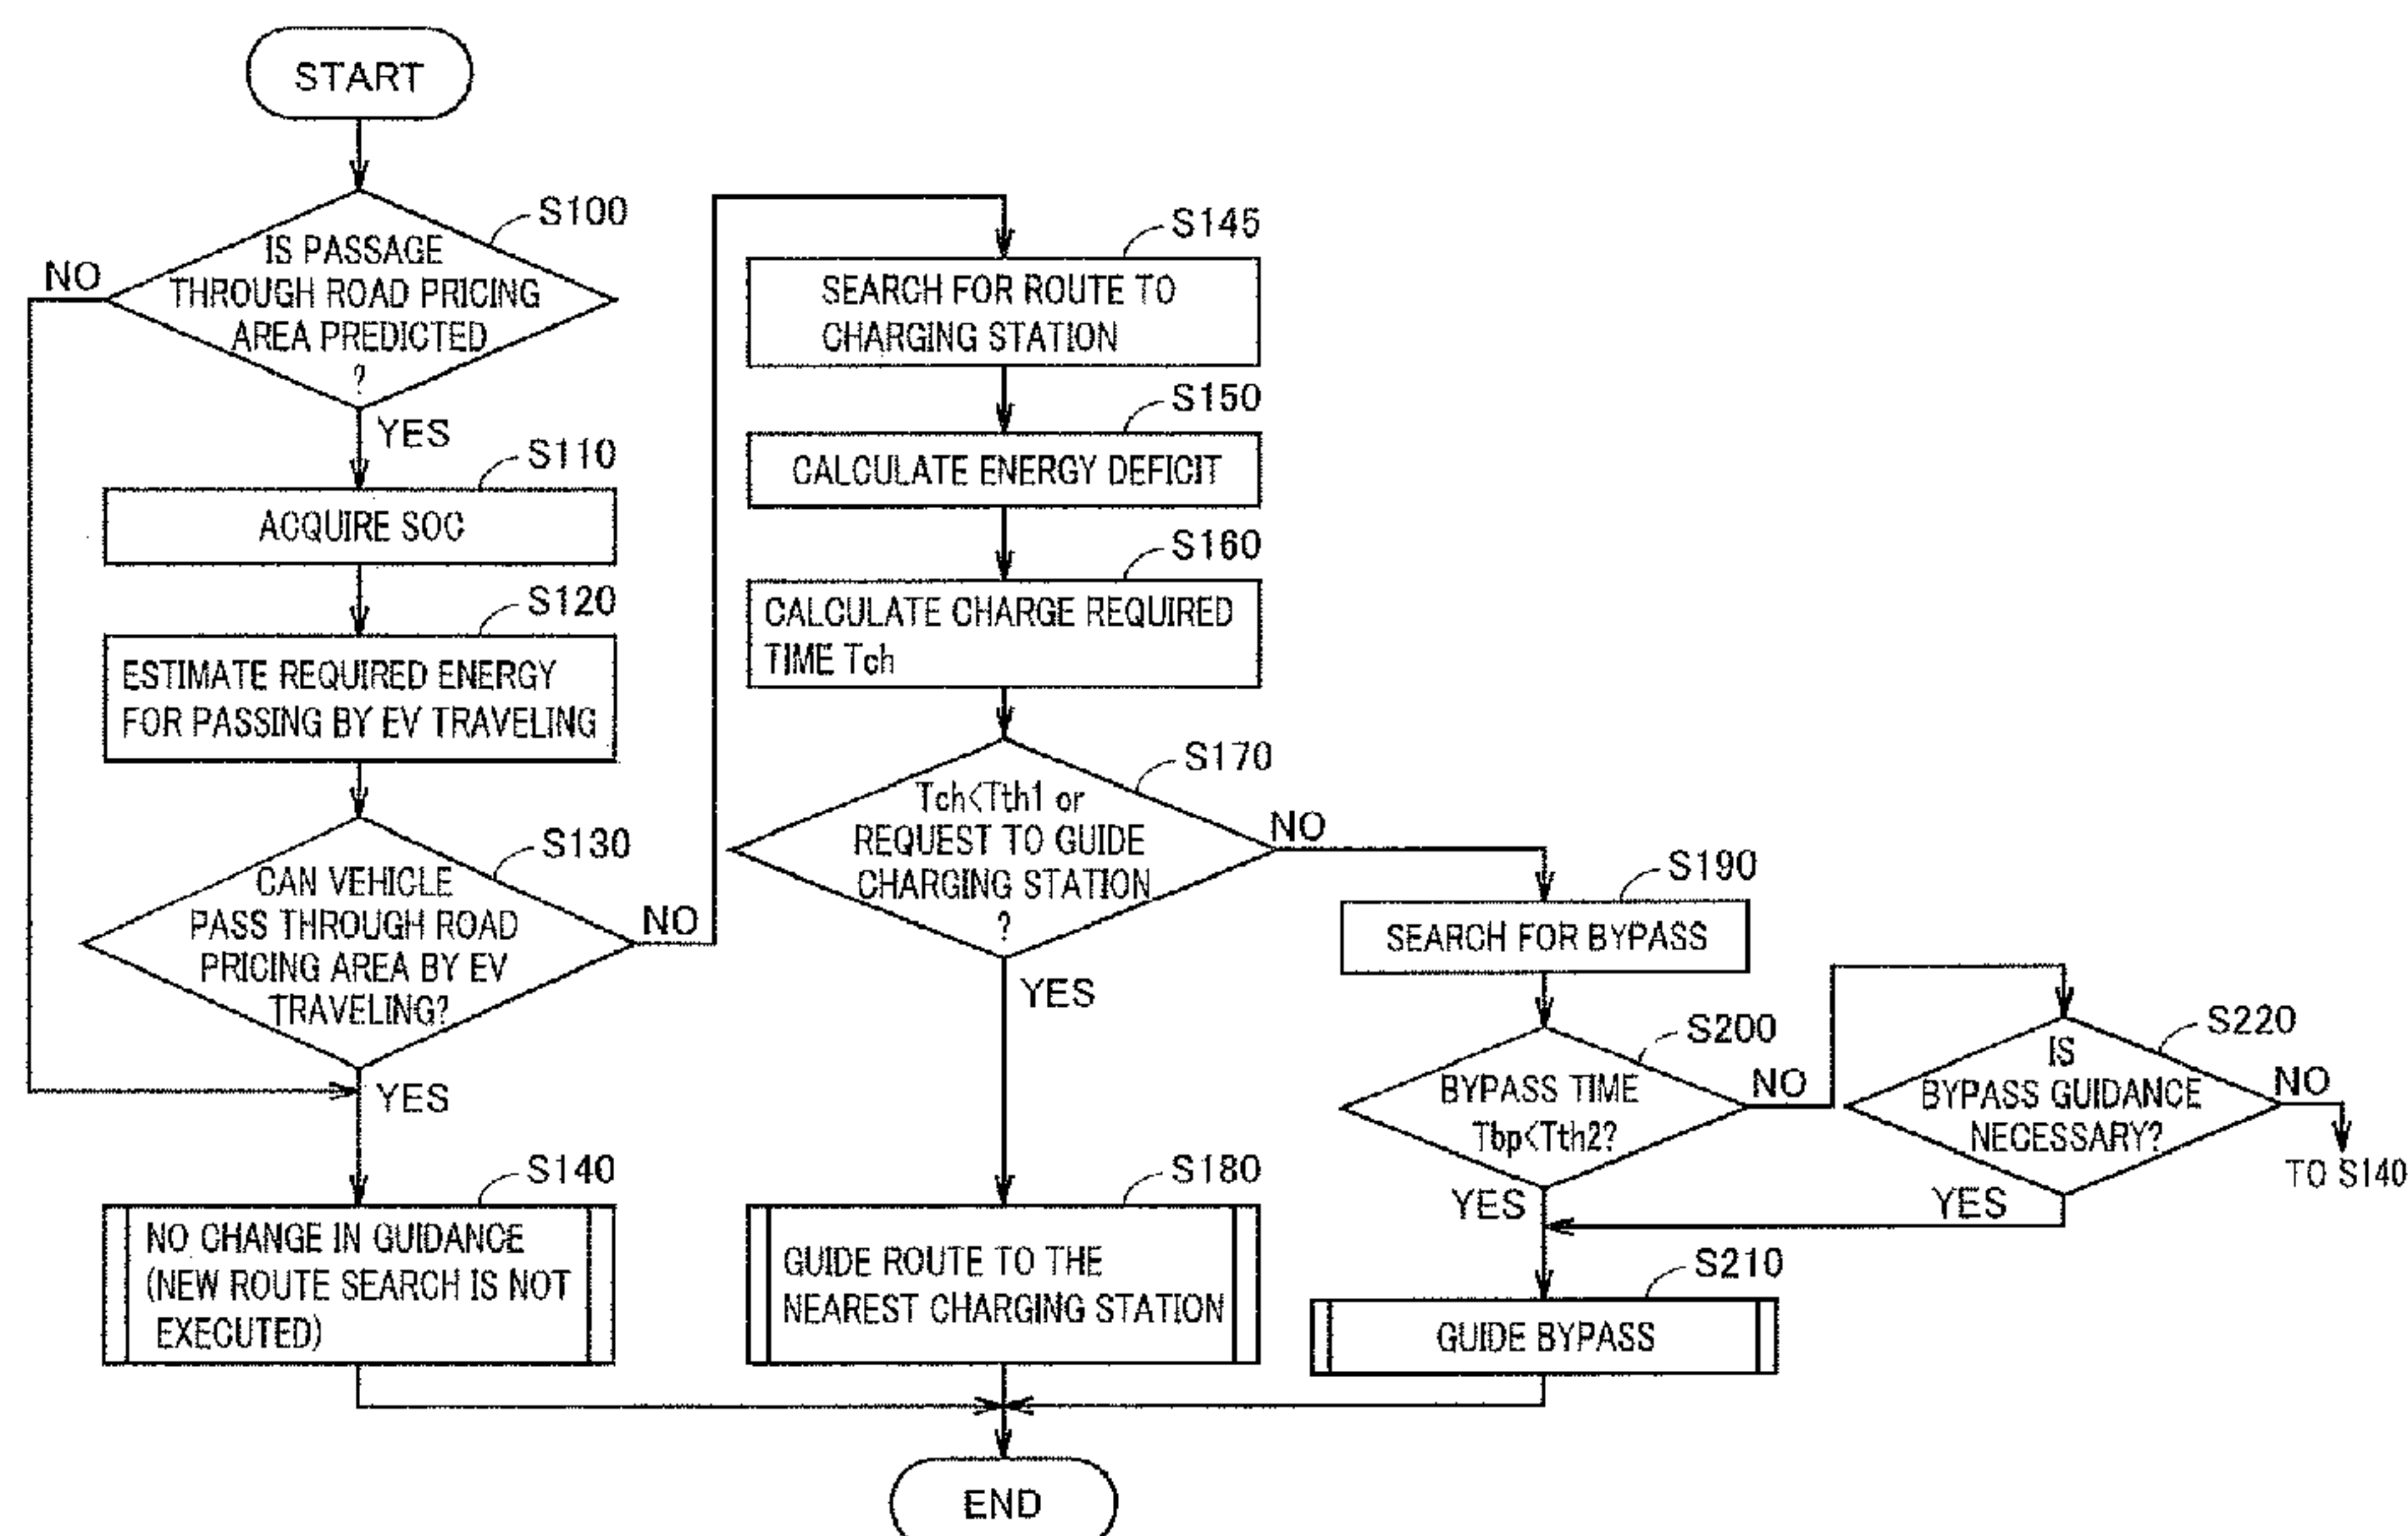 START
S100
IS PASSAGE
THROUGH ROAD PRICING
AREA PREDICTED
?
NO
YES
S110
ACQUIRE SOC
S120
ESTIMATE REQUIRED ENERGY
FOR PASSING BY EV TRAVELING
S130
CAN VEHICLE
PASS THROUGH ROAD
PRICING AREA BY EV
TRAVELING?
NO
YES
S140
NO CHANGE IN GUIDANCE
(NEW ROUTE SEARCH IS NOT
EXECUTED)
S145
SEARCH FOR ROUTE TO
CHARGING STATION
S150
CALCULATE ENERGY DEFICIT
S160
CALCULATE CHARGE REQUIRED
TIME Tch
S170
Tch<Tth1 or
REQUEST TO GUIDE
CHARGING STATION
?
NO
YES
S180
GUIDE ROUTE TO THE
NEAREST CHARGING STATION
S190
SEARCH FOR BYPASS
S200
BYPASS TIME
Tbp<Tth2?
NO
YES
S220
IS
BYPASS GUIDANCE
NECESSARY?
NO
TO S140
YES
S210
GUIDE BYPASS
END